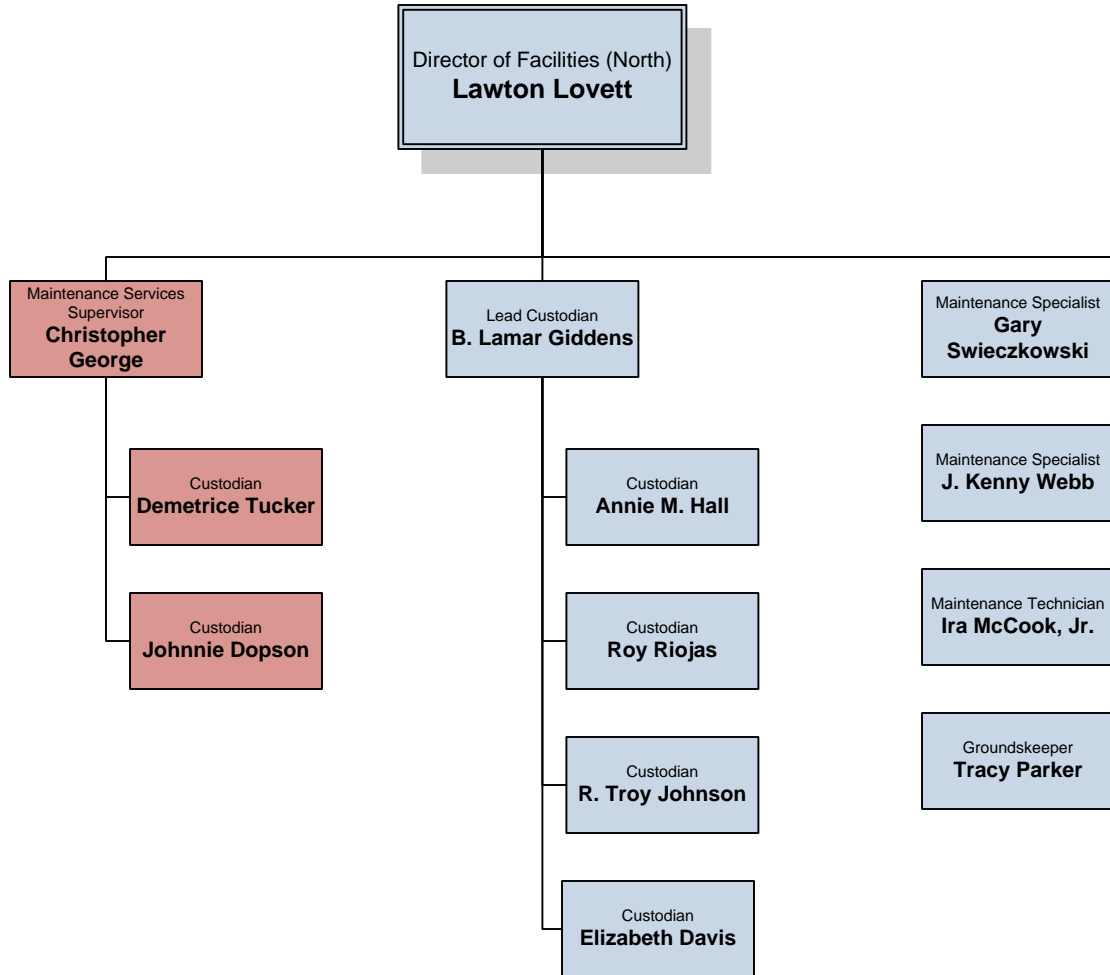 Director of Facilities (North)
Lawton Lovett
Maintenance Services
Supervisor
Christopher
George
Lead Custodian
B. Lamar Giddens
Maintenance Specialist
Gary
Swieczkowski
Custodian
Demetrice Tucker
Custodian
Annie M. Hall
Maintenance Specialist
J. Kenny Webb
Custodian
Johnnie Dopson
Custodian
Roy Riojas
Maintenance Technician
Ira McCook, Jr.
Custodian
R. Troy Johnson
Groundskeeper
Tracy Parker
Custodian
Elizabeth Davis